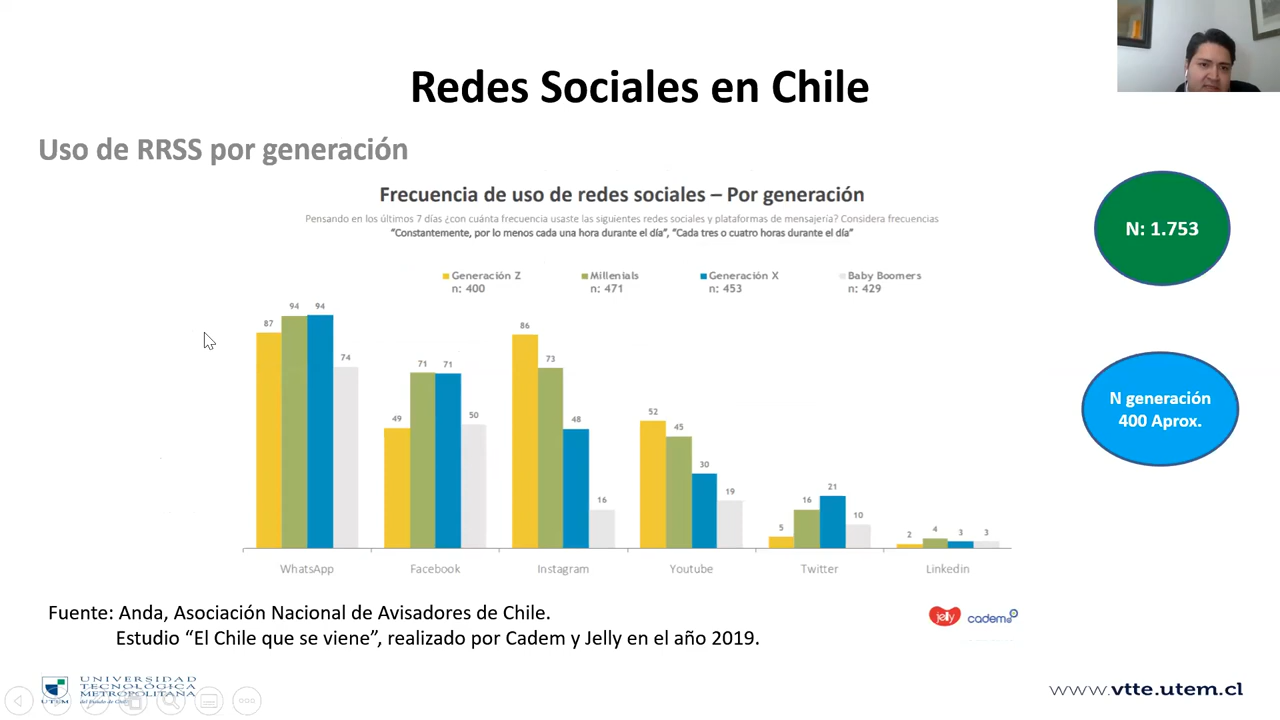 Redes Sociales en Chile
Uso de RRSS por generación
Frecuencia de uso de redes sociales – Por generación
Pensando en los últimos 7 días ¿con cuánta frecuencia usaste las siguientes redes sociales y plataformas de mensajería? Considera frecuencias
"Constantemente, por lo menos cada una hora durante el día", "Cada tres o cuatro horas durante el día"
Generación Z Millenials Generación X Baby Boomers
n: 400 n: 471 n: 453 n: 429
87 94 94 74
49 71 71 50
86 73 48 16
52 45 30 19
5 16 21 10
2 4 3 3
WhatsApp Facebook Instagram Youtube Twitter Linkedin
N: 1.753
N generación
400 Aprox.
Fuente: Anda, Asociación Nacional de Avisadores de Chile.
Estudio “El Chile que se viene”, realizado por Cadem y Jelly en el año 2019.
jelly cadem
UNIVERSIDAD
TECNOLÓGICA
METROPOLITANA
del Estado de Chile
UTEM
www.vtte.utem.cl